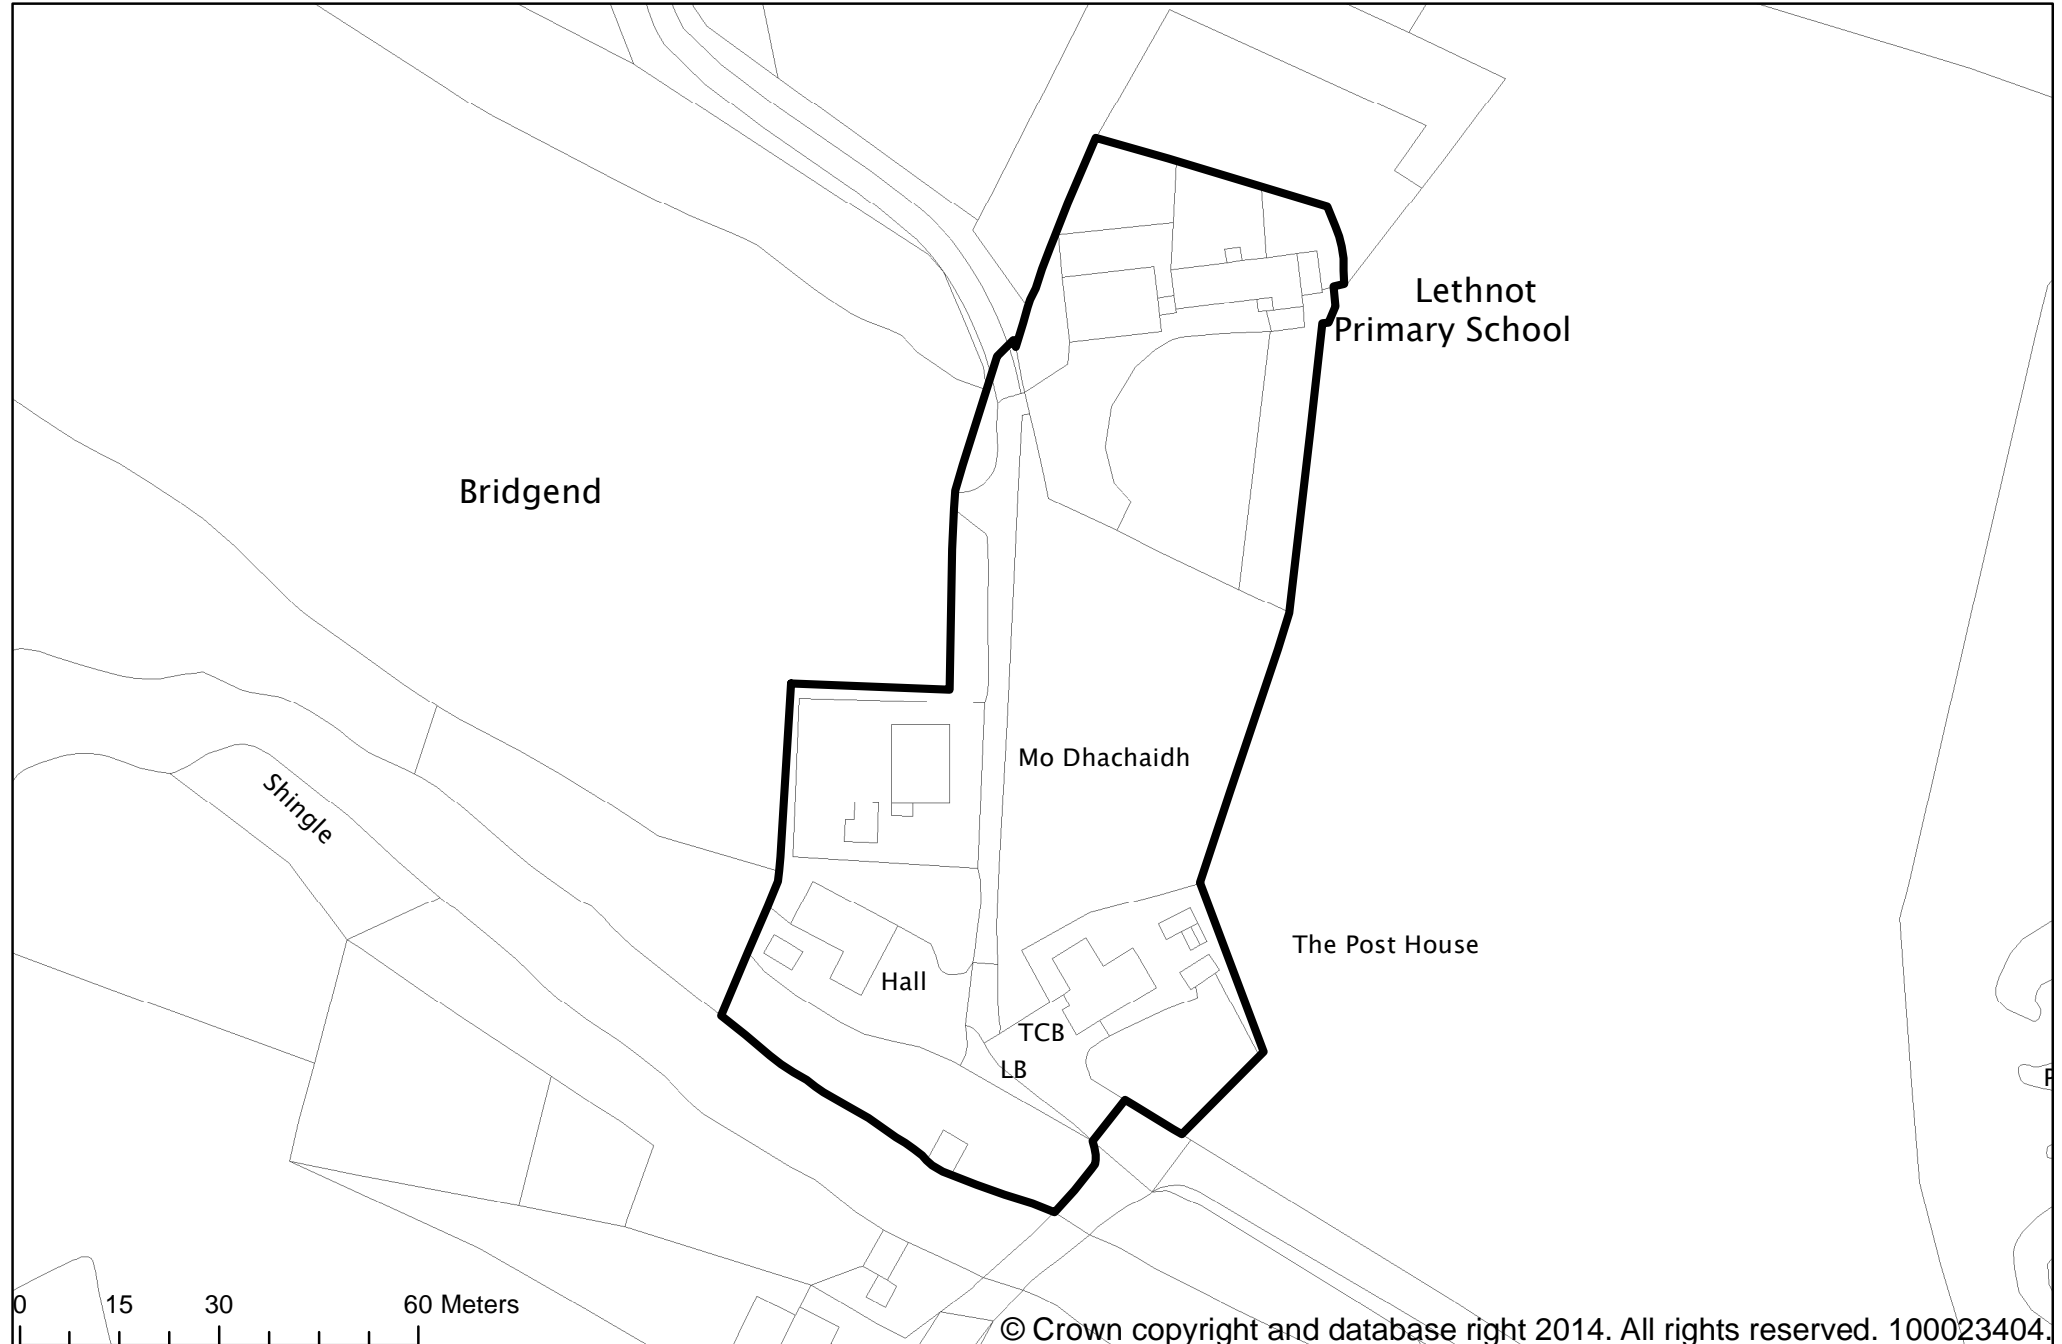 Lethnot
Primary School
Bridgend
Mo Dhachaidh
Shingle
The Post House
Hall
TCB
LB
0 15 30 60 Meters
© Crown copyright and database right 2014. All rights reserved. 100023404.